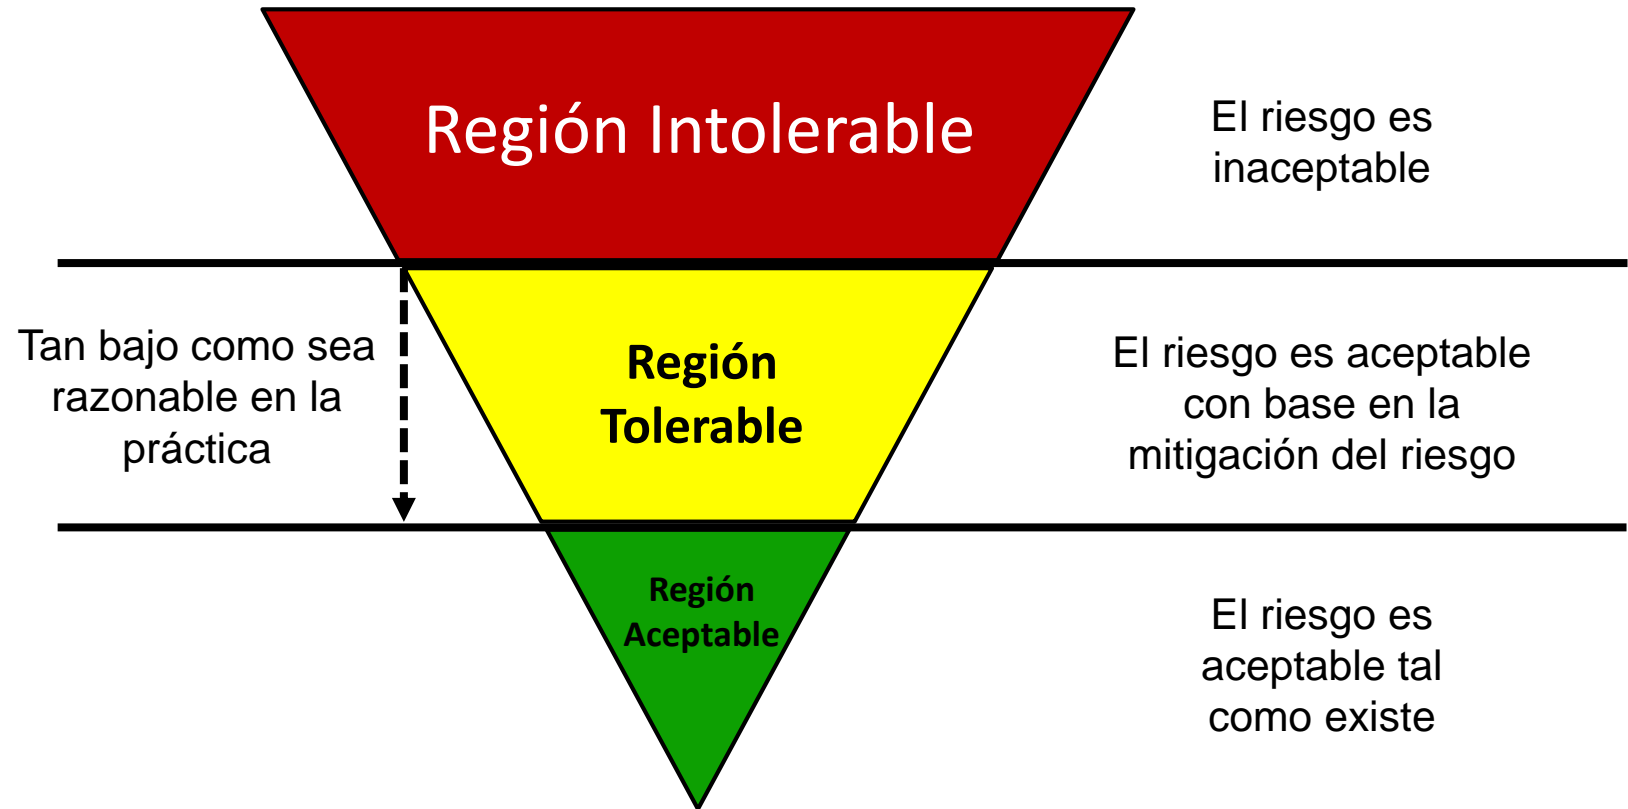 Región Intolerable
El riesgo es
inaceptable
Tan bajo como sea
razonable en la
práctica
Región
Tolerable
El riesgo es aceptable
con base en la
mitigación del riesgo
Región
Aceptable
El riesgo es
aceptable tal
como existe